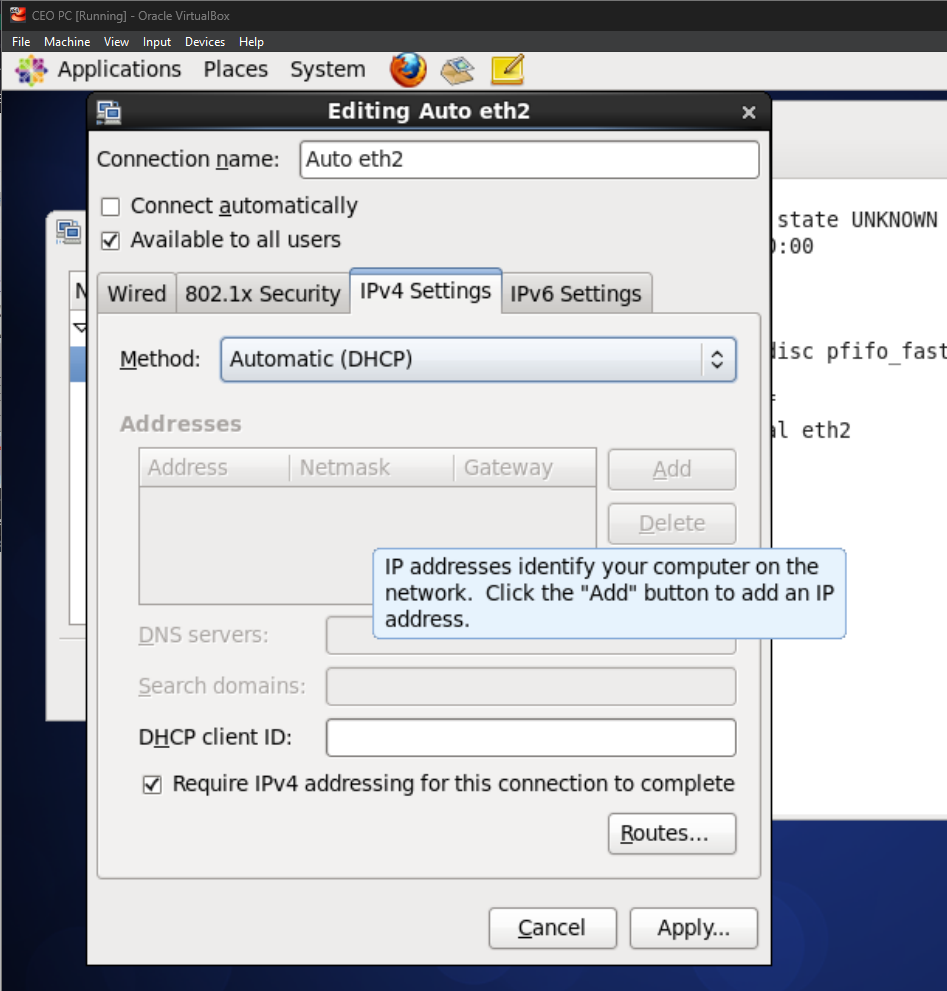 CEO PC [Running] - Oracle VirtualBox
File Machine View Input Devices Help
Applications Places System
Editing Auto eth2
Connection name: Auto eth2
Connect automatically
Available to all users
Wired 802.1x Security IPv4 Settings IPv6 Settings
Method: Automatic (DHCP)
Addresses
Address Netmask Gateway
Add
Delete
IP addresses identify your computer on the
network. Click the "Add" button to add an IP
address.
DNS servers:
Search domains:
DHCP client ID:
Require IPv4 addressing for this connection to complete
Routes...
Cancel Apply...
state UNKNOWN
:00
disc pfifo_fast
al eth2